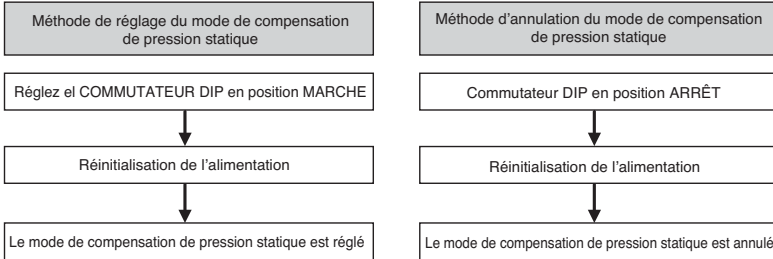 Méthode de réglage du mode de compensation
de pression statique
Réglez el COMMUTATEUR DIP en position MARCHE
Réinitialisation de l'alimentation
Le mode de compensation de pression statique est réglé
Méthode d'annulation du mode de compensation
de pression statique
Commutateur DIP en position ARRÊT
Réinitialisation de l'alimentation
Le mode de compensation de pression statique est annulé